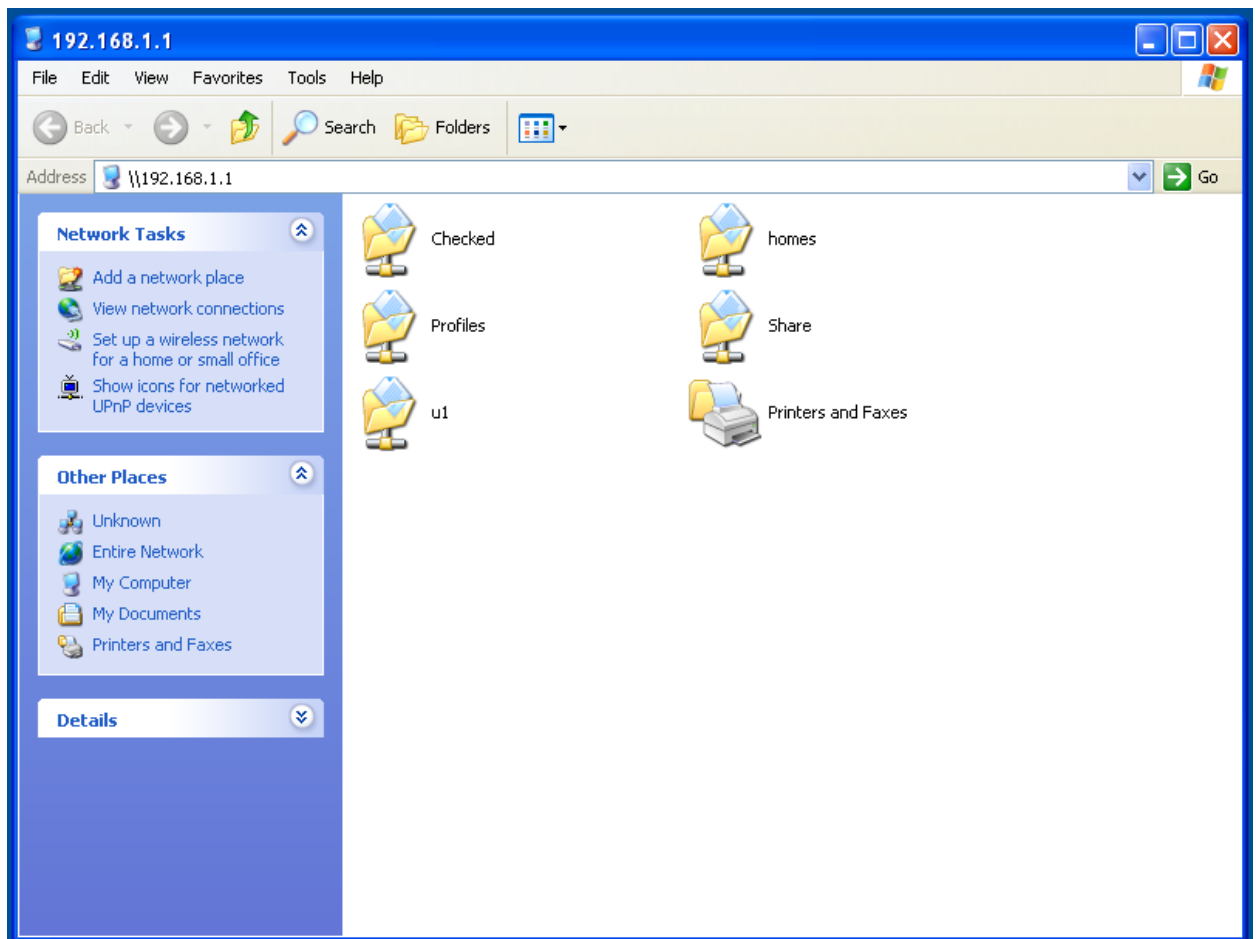 192.168.1.1
File Edit View Favorites Tools Help
Back Search Folders
Address \\192.168.1.1 Go
Network Tasks
Add a network place
View network connections
Set up a wireless network
for a home or small office
Show icons for networked
UPnP devices
Other Places
Unknown
Entire Network
My Computer
My Documents
Printers and Faxes
Details
Checked homes
Profiles Share
u1 Printers and Faxes